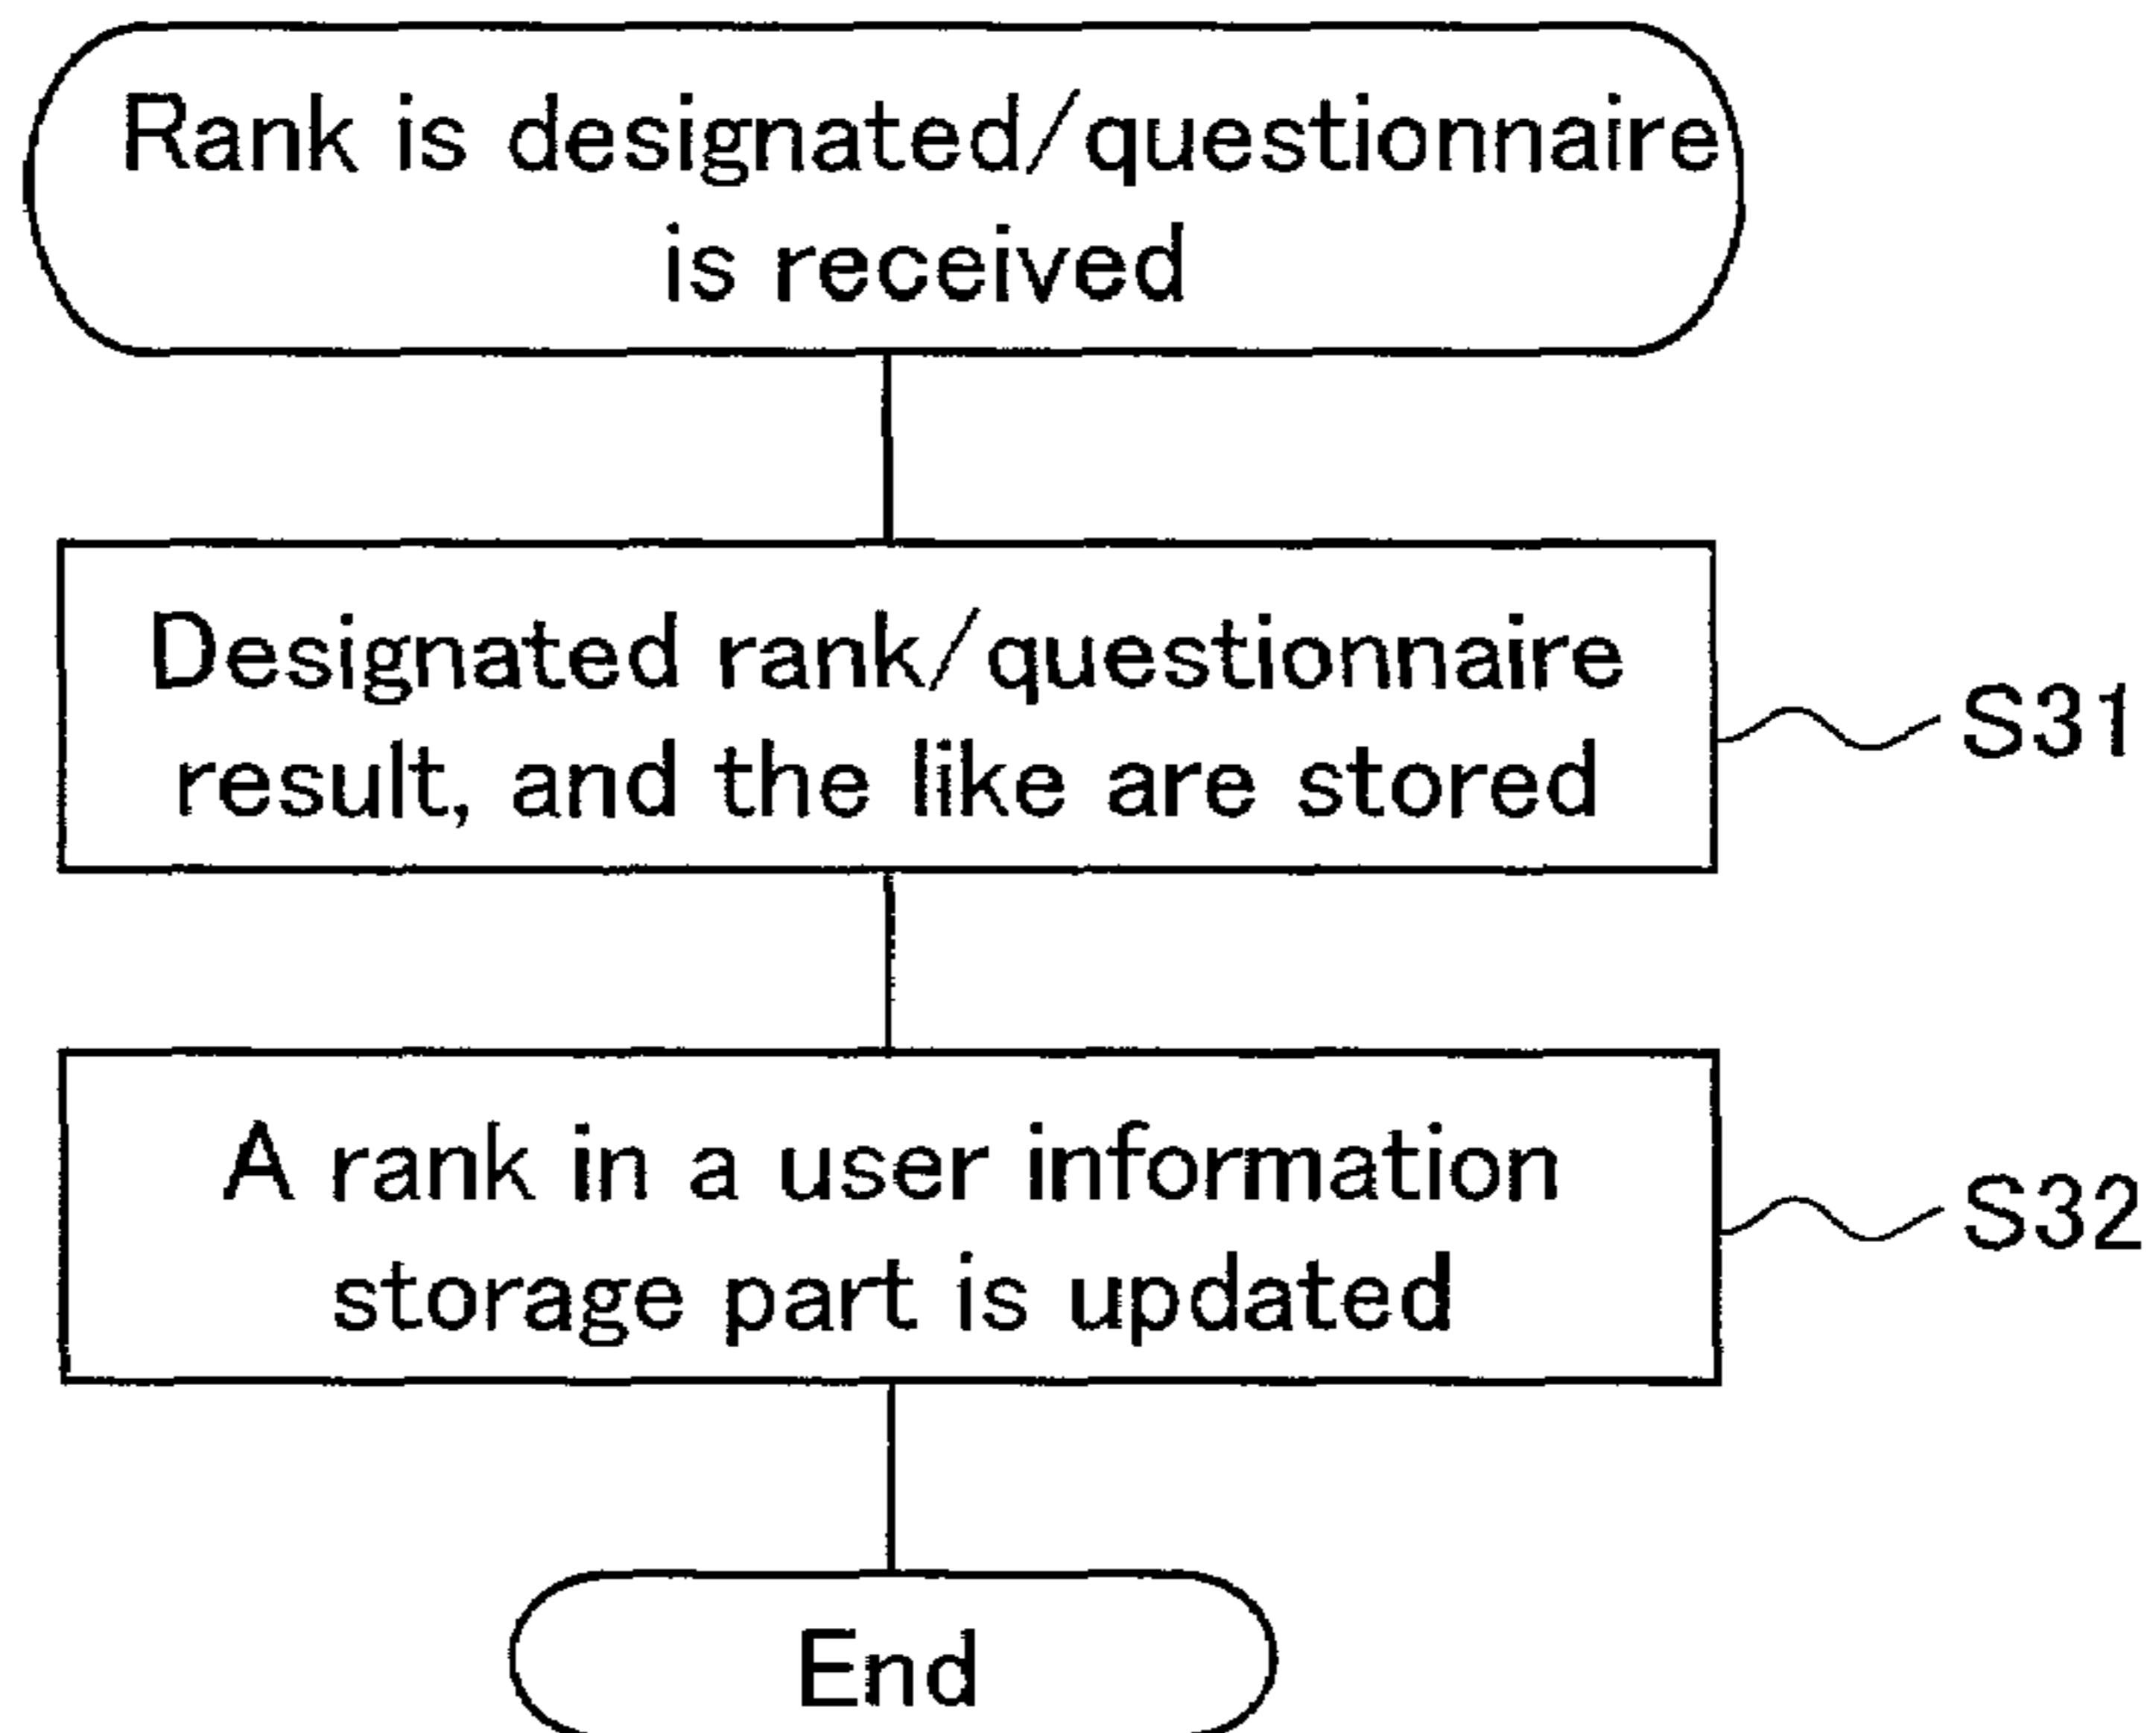 Rank is designated/questionnaire
is received
Designated rank/questionnaire
result, and the like are stored
S31
A rank in a user information
storage part is updated
S32
End